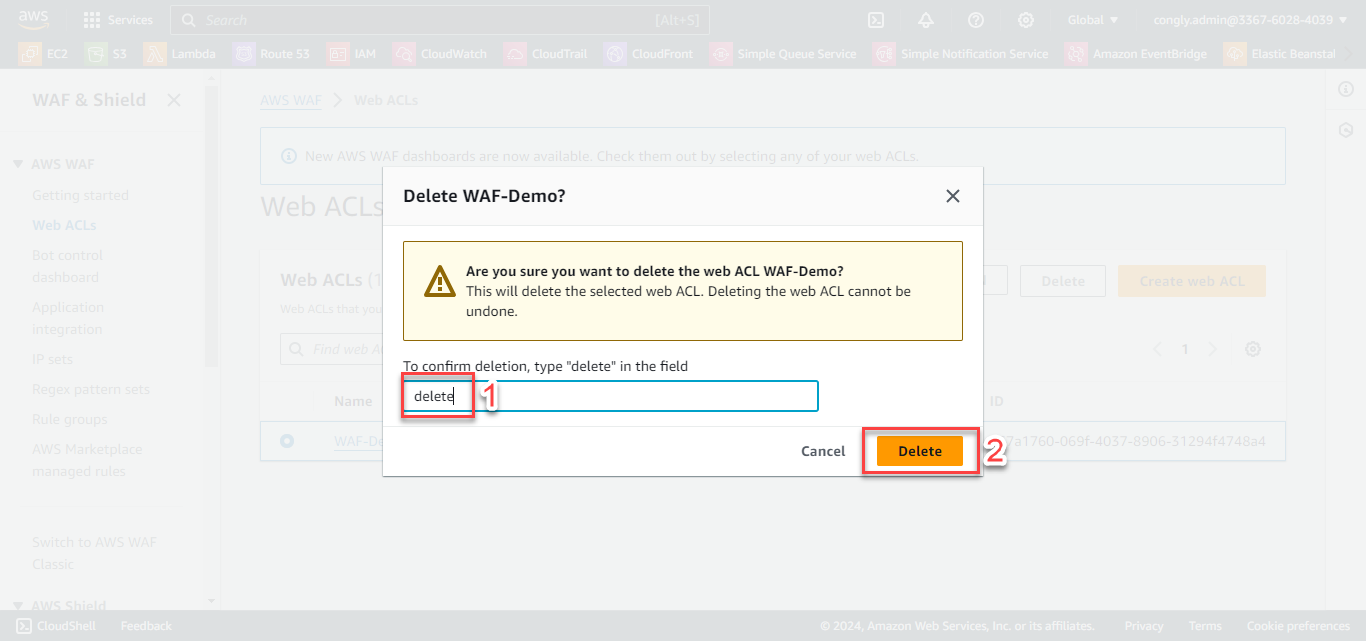 aws
Services
Search
[Alt+S]
Global
congly.admin@3367-6028-4039
EC2
S3
Lambda
Route 53
IAM
CloudWatch
CloudTrail
CloudFront
Simple Queue Service
Simple Notification Service
Amazon EventBridge
Elastic Beanstal
WAF & Shield
AWS WAF
Getting started
Web ACLs
Bot control
dashboard
Application
integration
IP sets
Regex pattern sets
Rule groups
AWS Marketplace
managed rules
Switch to AWS WAF
Classic
AWS Shield
AWS WAF
Web ACLs
New AWS WAF dashboards are now available. Check them out by selecting any of your web ACLs.
Web ACLs
Web ACLs (1
Delete
Create web ACL
Web ACLs that you
Find web A
1
Name
ID
WAF-De
7a1760-069f-4037-8906-31294f4748a4
Delete WAF-Demo?
Are you sure you want to delete the web ACL WAF-Demo?
This will delete the selected web ACL. Deleting the web ACL cannot be
undone.
To confirm deletion, type "delete" in the field
delete
1
Cancel
Delete
2
CloudShell
Feedback
© 2024, Amazon Web Services, Inc. or its affiliates.
Privacy
Terms
Cookie preferences